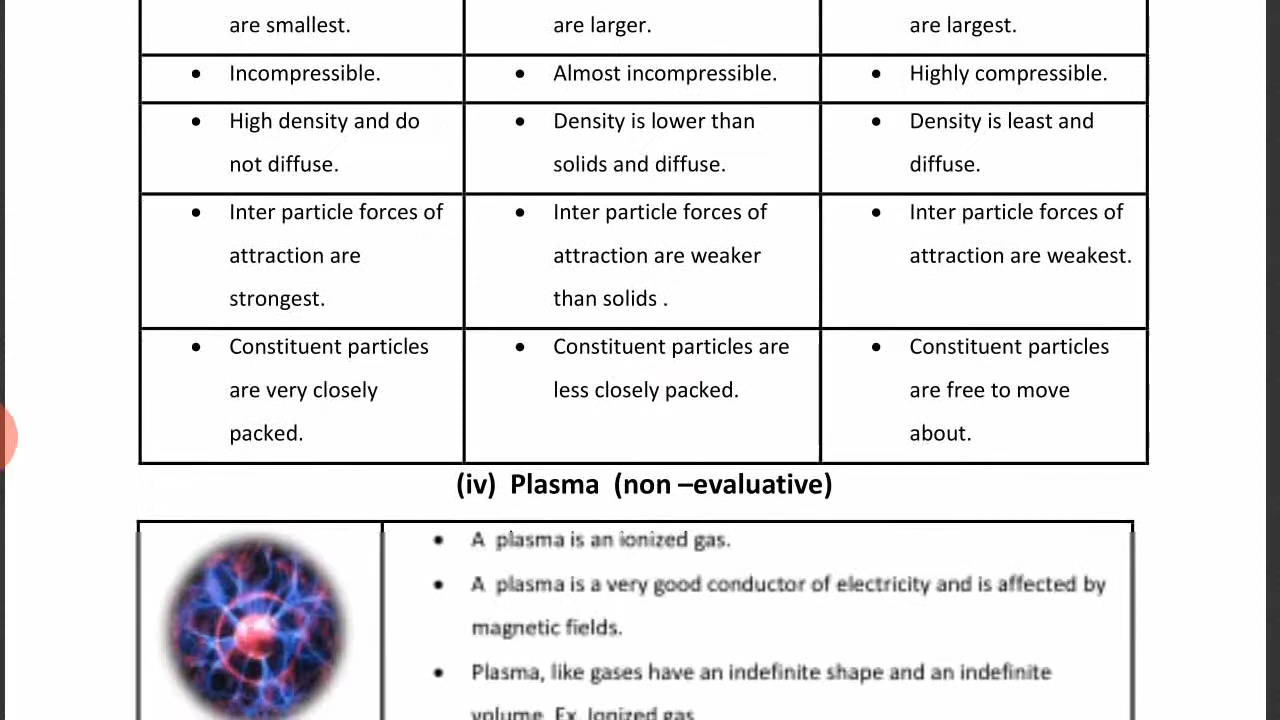 are smallest.
are larger.
are largest.
• Incompressible.
• Almost incompressible.
• Highly compressible.
• High density and do
not diffuse.
• Density is lower than
solids and diffuse.
• Density is least and
diffuse.
• Inter particle forces of
attraction are
strongest.
• Inter particle forces of
attraction are weaker
than solids .
• Inter particle forces of
attraction are weakest.
• Constituent particles
are very closely
packed.
• Constituent particles are
less closely packed.
• Constituent particles
are free to move
about.
(iv) Plasma (non –evaluative)
• A plasma is an ionized gas.
• A plasma is a very good conductor of electricity and is affected by
magnetic fields.
• Plasma, like gases have an indefinite shape and an indefinite
volume. Ex. Ionized gas